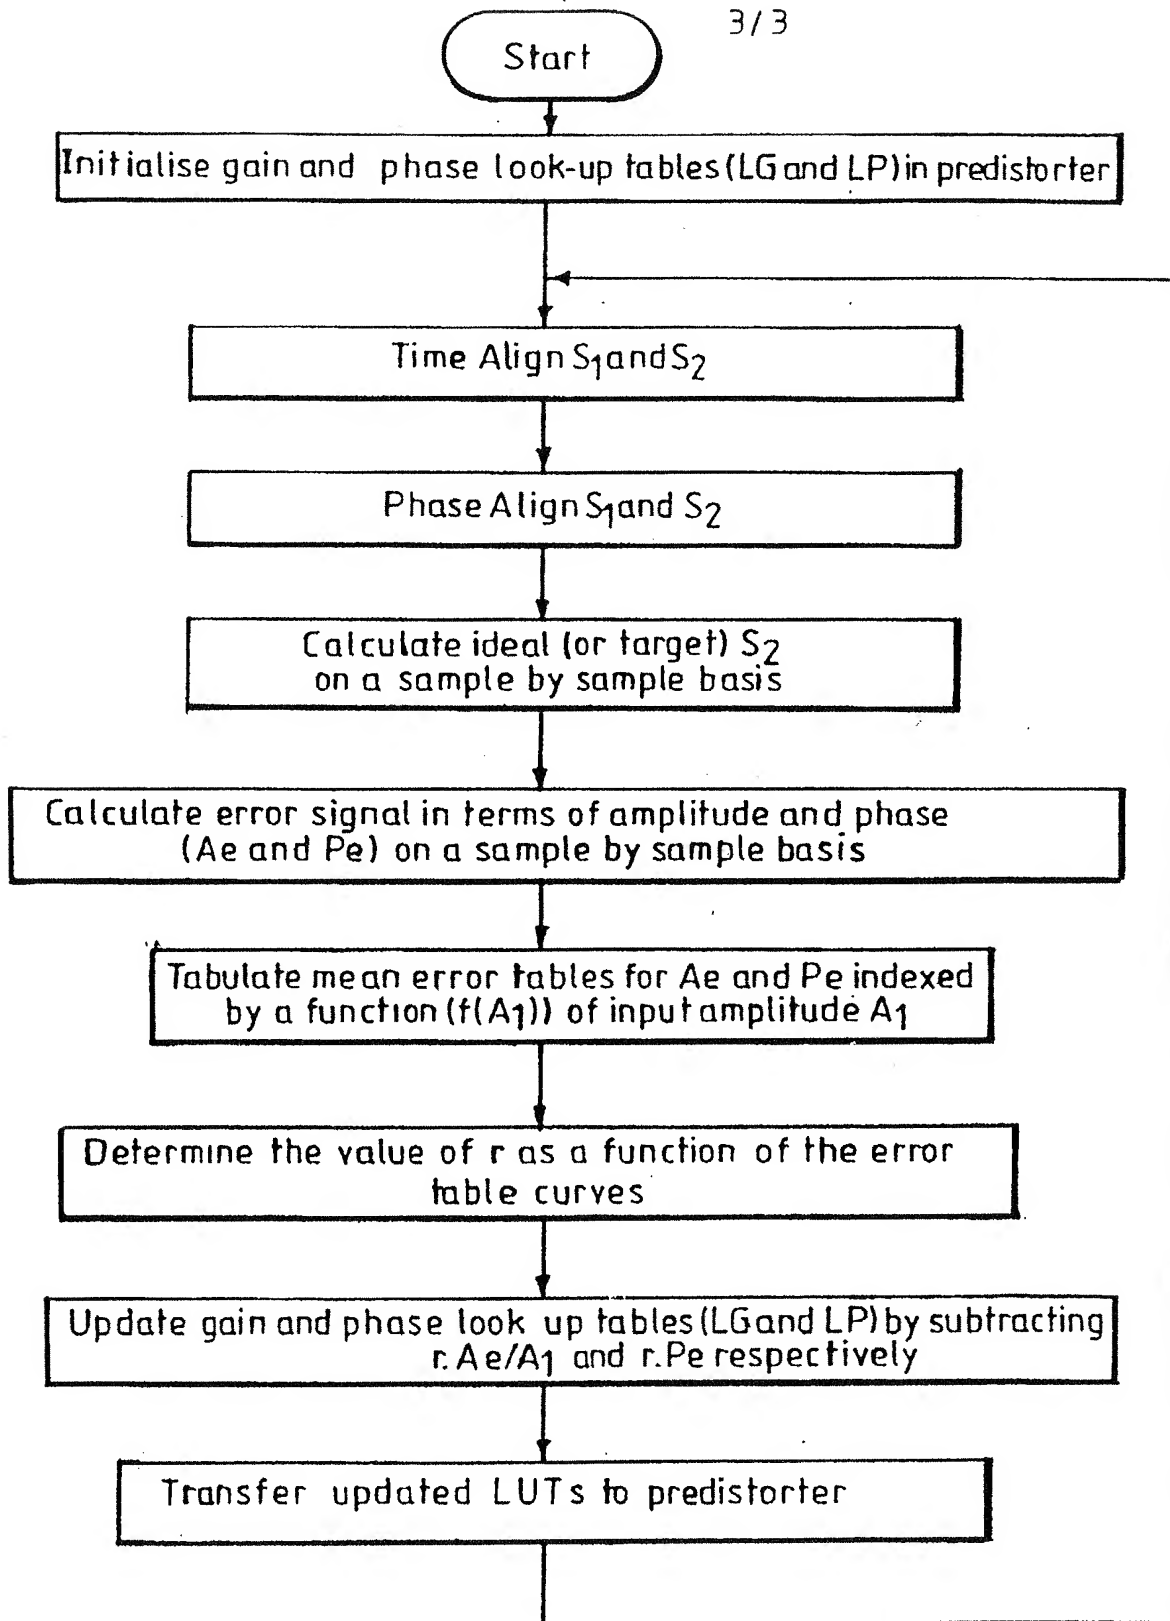 3/3
Start
Initialise gain and phase look-up tables (LG and LP) in predistorter
Time Align S1 and S2
Phase Align S1 and S2
Calculate ideal (or target) S2
on a sample by sample basis
Calculate error signal in terms of amplitude and phase
(Ae and Pe) on a sample by sample basis
Tabulate mean error tables for Ae and Pe indexed
by a function (f(A1)) of input amplitude A1
Determine the value of r as a function of the error
table curves
Update gain and phase look up tables (LG and LP) by subtracting
r.Ae/A1 and r.Pe respectively
Transfer updated LUTs to predistorter